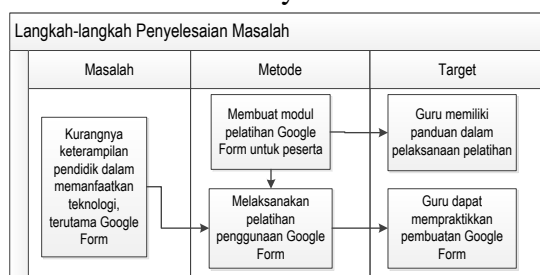 Langkah-langkah Penyelesaian Masalah
Masalah
Metode
Target
Kurangnya
keterampilan
pendidik dalam
memanfaatkan
teknologi,
terutama Google
Form
Membuat modul
pelatihan Google
Form untuk peserta
Guru memiliki
panduan dalam
pelaksanaan pelatihan
Melaksanakan
pelatihan
penggunaan Google
Form
Guru dapat
mempraktikkan
pembuatan Google
Form